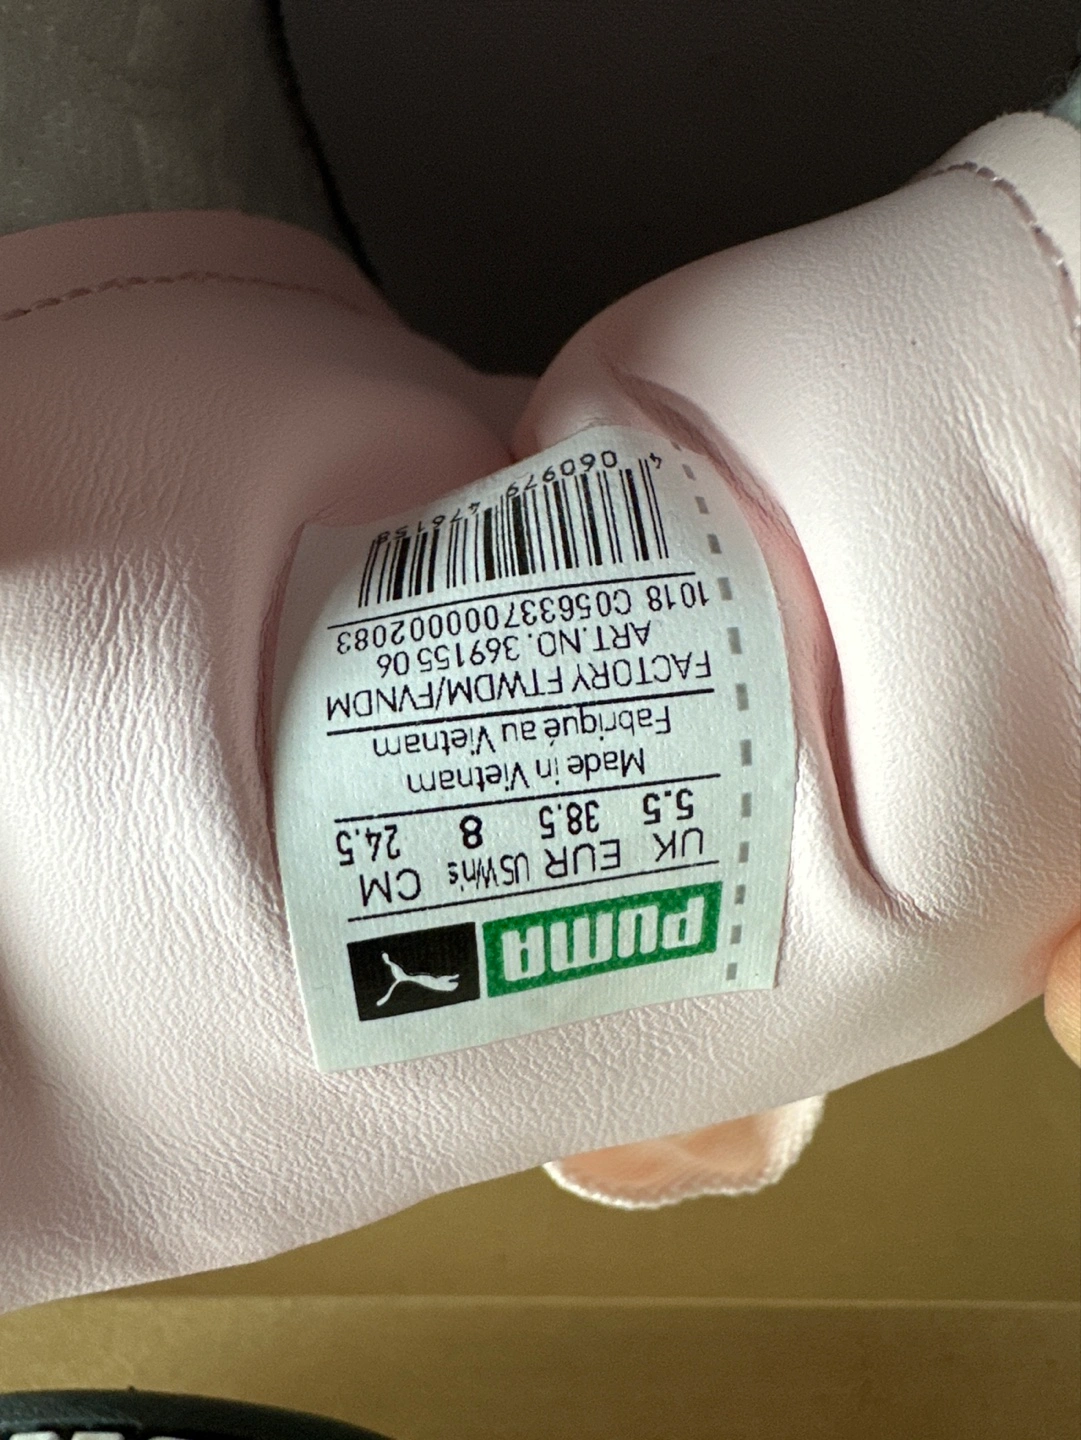 PUMA
UK EUR US Wn's CM
5.5 38.5 8 24.5
Made in Vietnam
Fabriqué au Vietnam
FACTORY FTWDM/FVNDM
ART.NO. 369155 06
1018 C0563370000002083
4 060979 476158